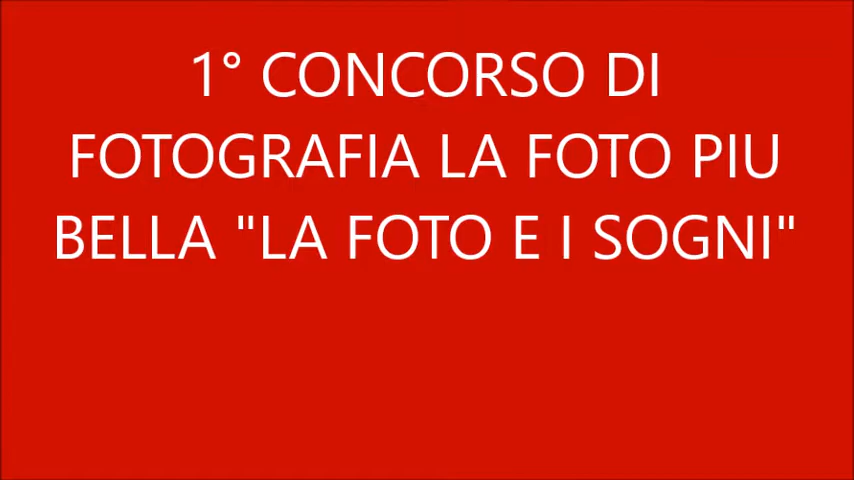 1° CONCORSO DI
FOTOGRAFIA LA FOTO PIU
BELLA "LA FOTO E I SOGNI"